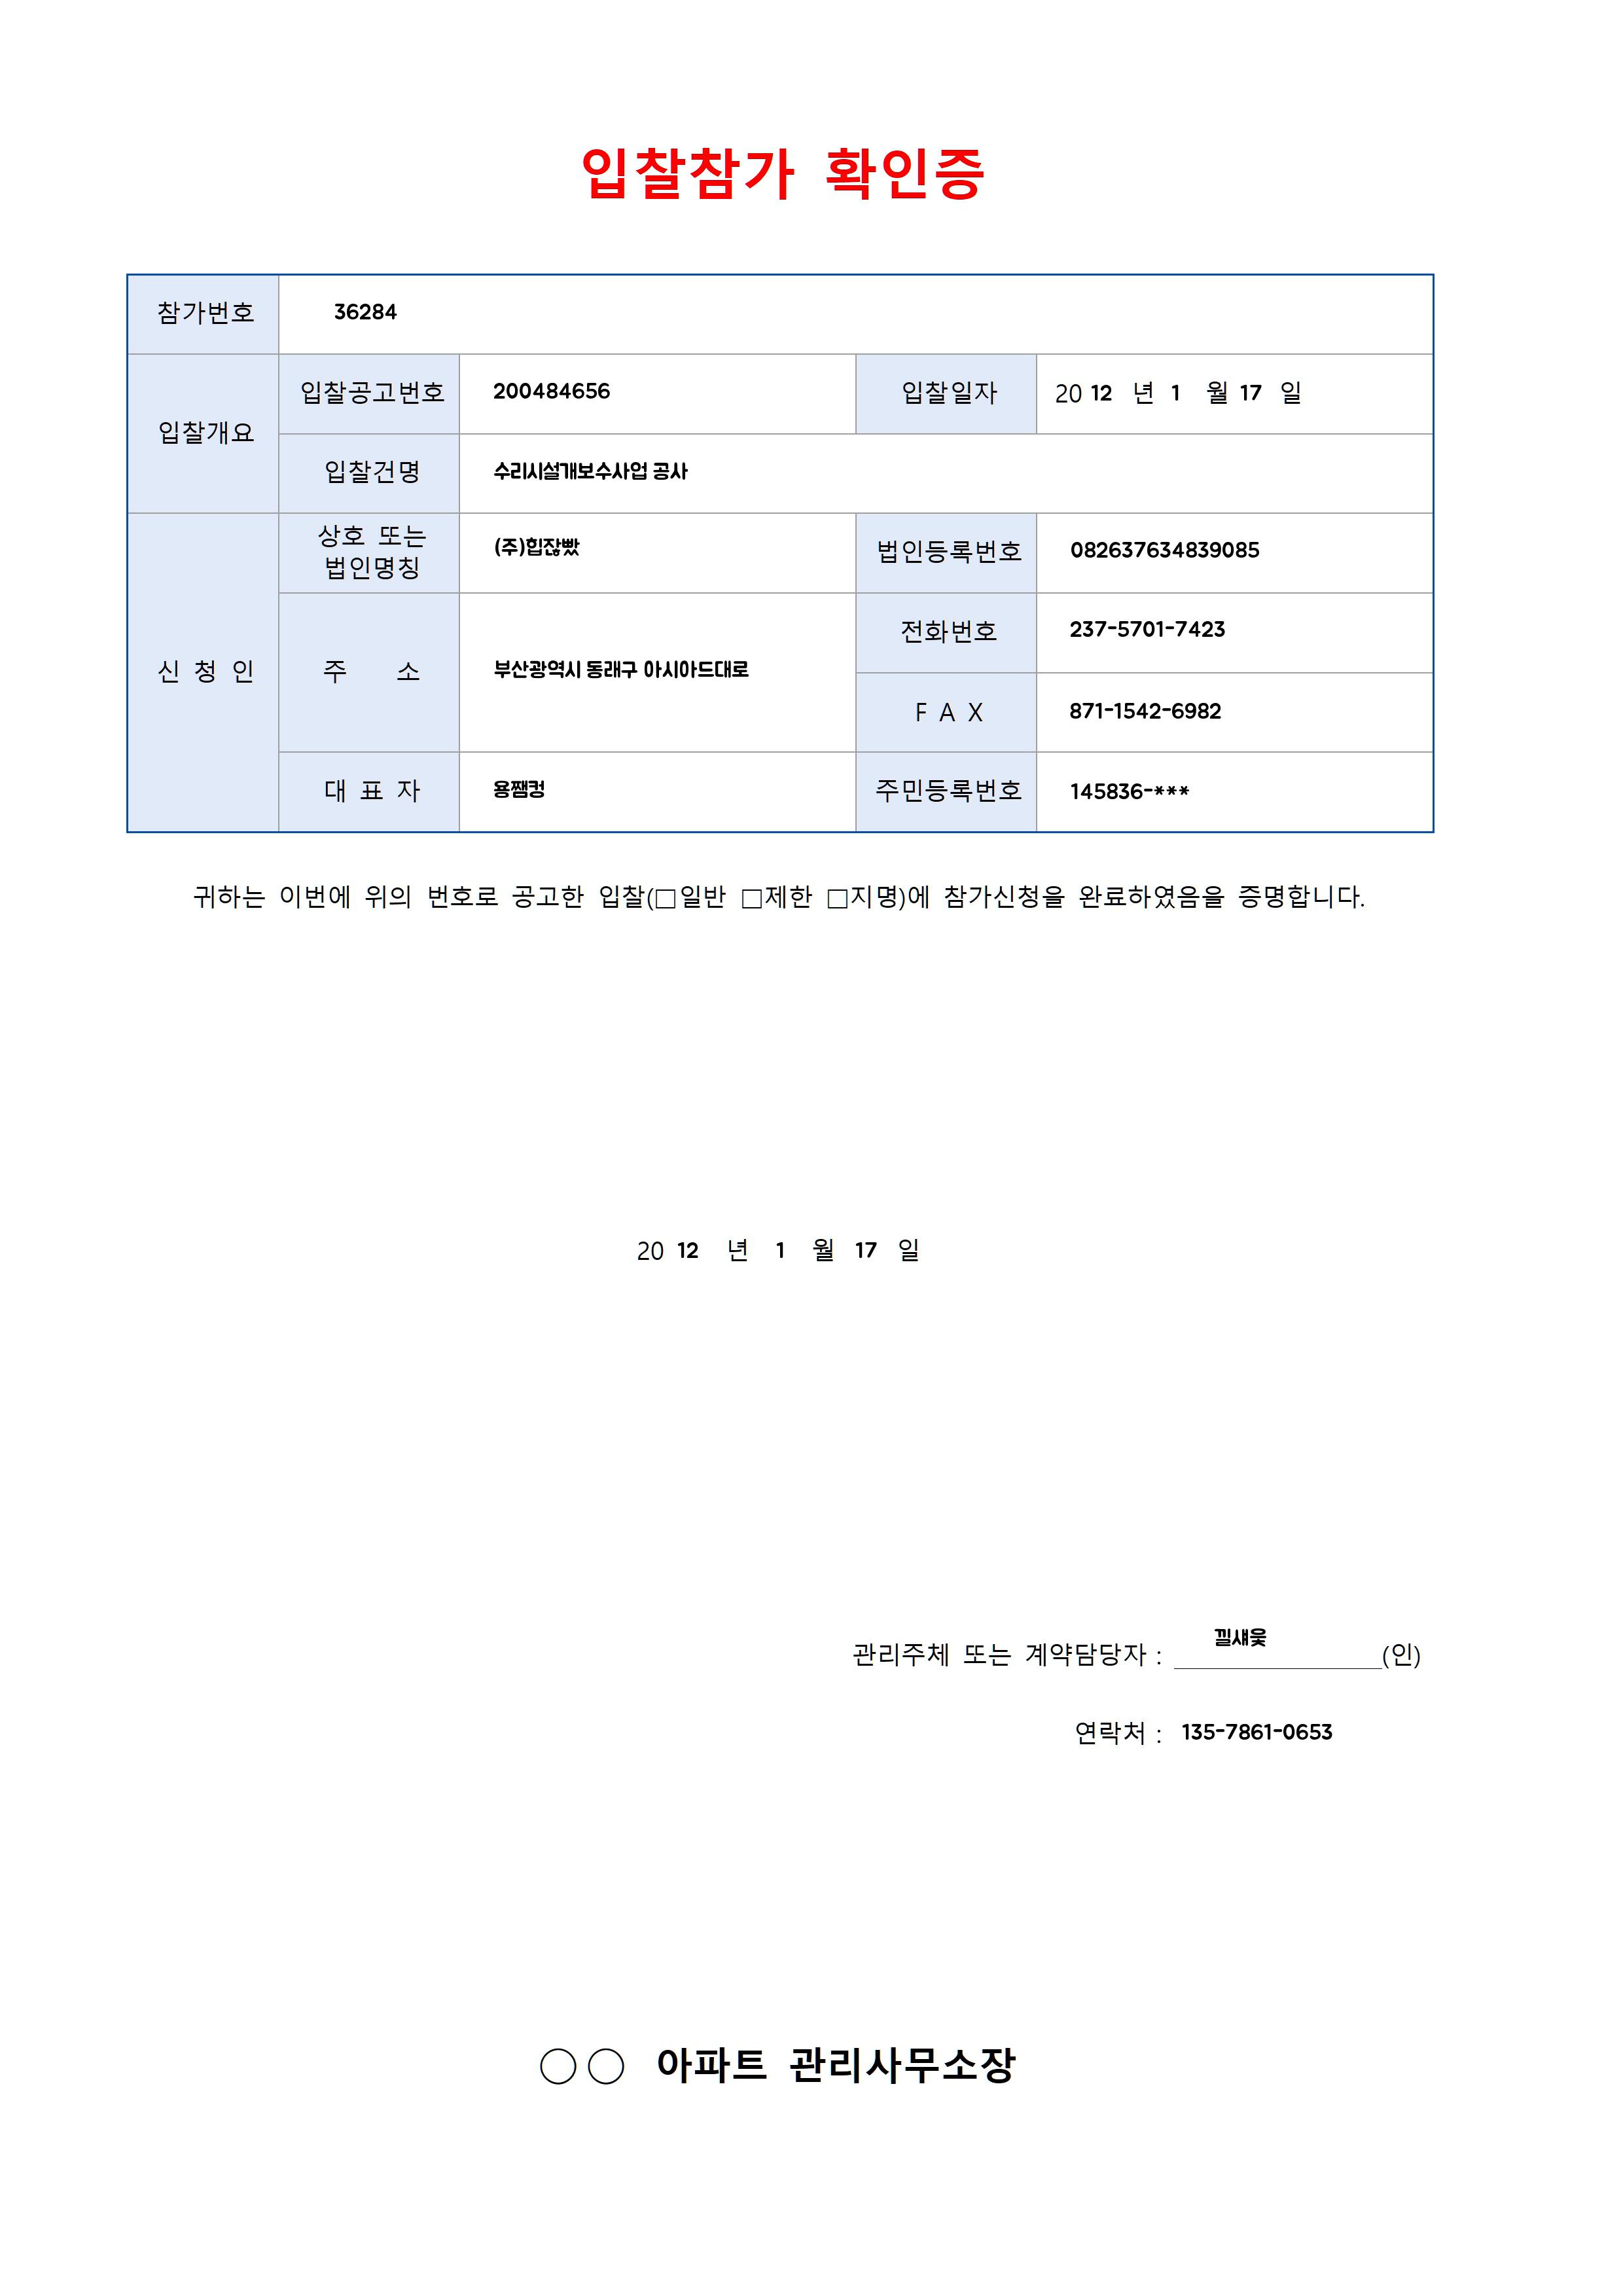 입찰참가 확인증
참가번호 36284
입찰개요 입찰공고번호 200484656 입찰일자 20 12 년 1 월 17 일
입찰건명 수리시설개보수사업 공사
신 청 인 상호 또는 법인명칭 (주)힙잖빴 법인등록번호 082637634839085
주 소 부산광역시 동래구 아시아드대로 전화번호 237-5701-7423
F A X 871-1542-6982
대 표 자 용쨈컹 주민등록번호 145836-***
귀하는 이번에 위의 번호로 공고한 입찰(□일반 □제한 □지명)에 참가신청을 완료하였음을 증명합니다.
20 12 년 1 월 17 일
관리주체 또는 계약담당자 : 낄섀윷 (인)
연락처 : 135-7861-0653
○○ 아파트 관리사무소장